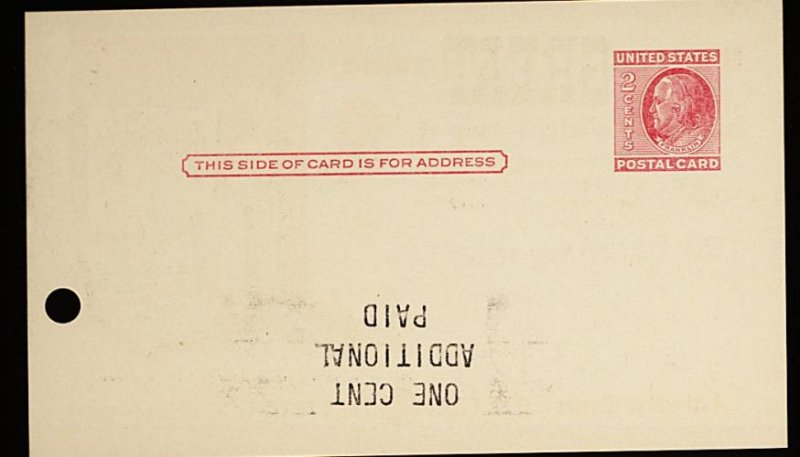 UNITED STATES
2 CENTS
FRANKLIN
POSTAL CARD
THIS SIDE OF CARD IS FOR ADDRESS
ONE CENT
ADDITIONAL
PAID